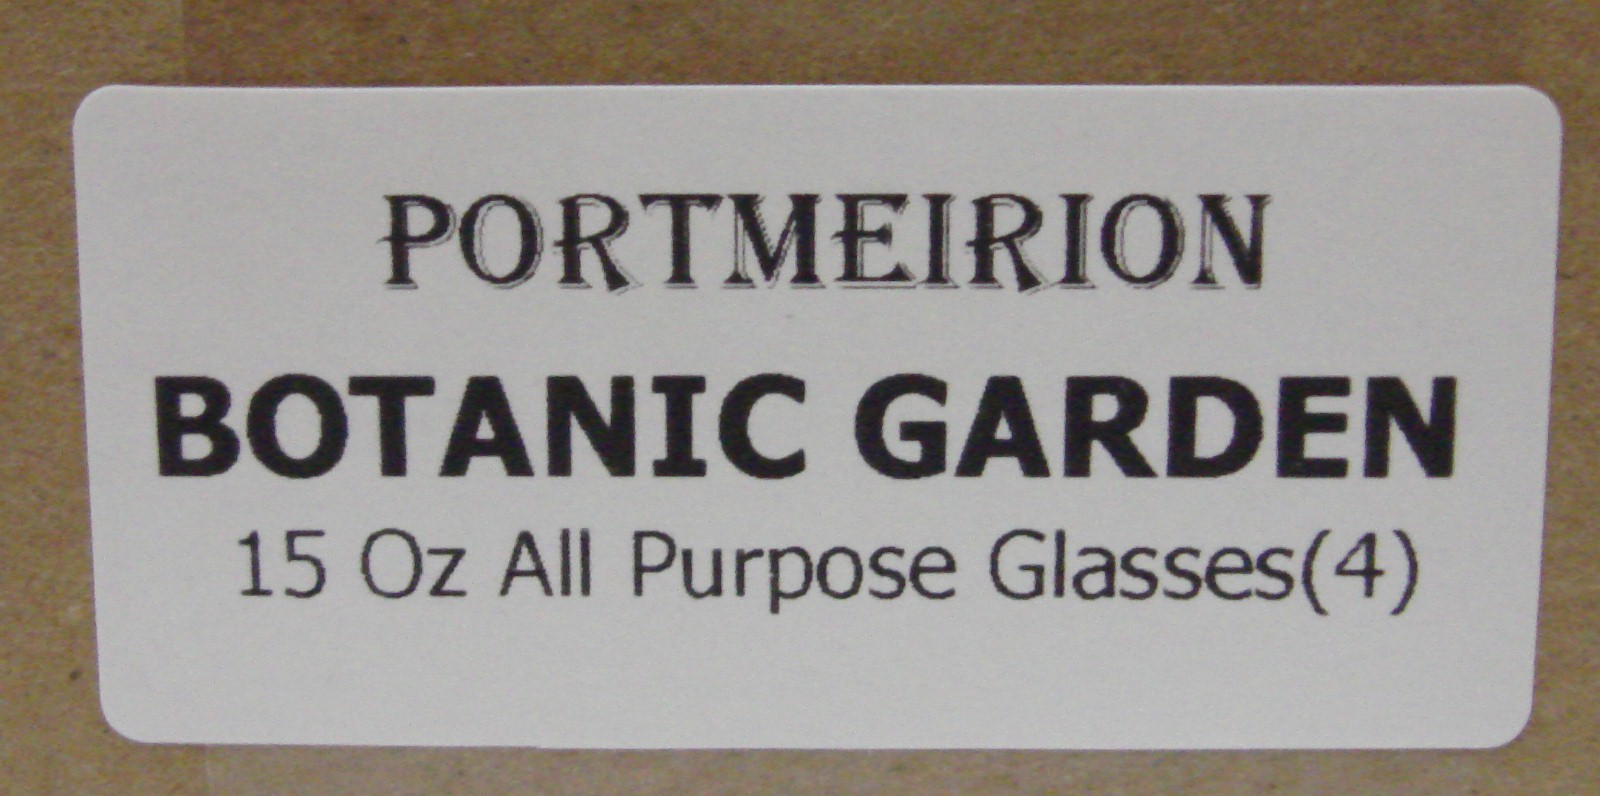 PORTMEIRION
BOTANIC GARDEN
15 Oz All Purpose Glasses(4)